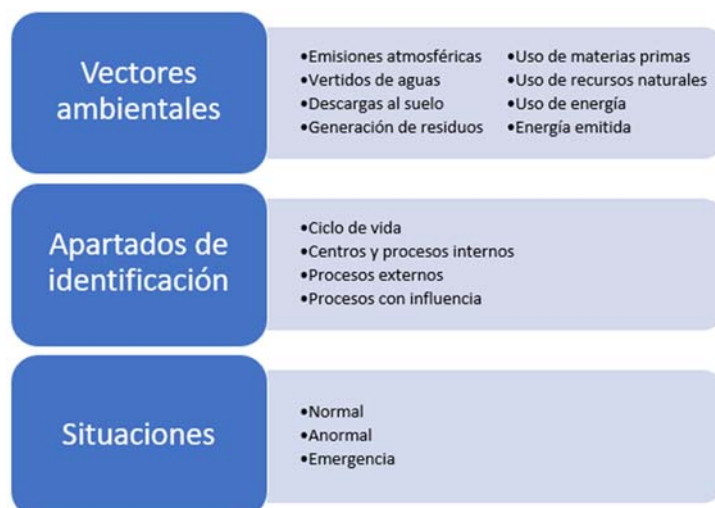 Vectores
ambientales
•Emisiones atmosféricas
•Vertidos de aguas
•Descargas al suelo
•Generación de residuos
•Uso de materias primas
•Uso de recursos naturales
•Uso de energía
•Energía emitida
Apartados de
identificación
•Ciclo de vida
•Centros y procesos internos
•Procesos externos
•Procesos con influencia
Situaciones
•Normal
•Anormal
•Emergencia